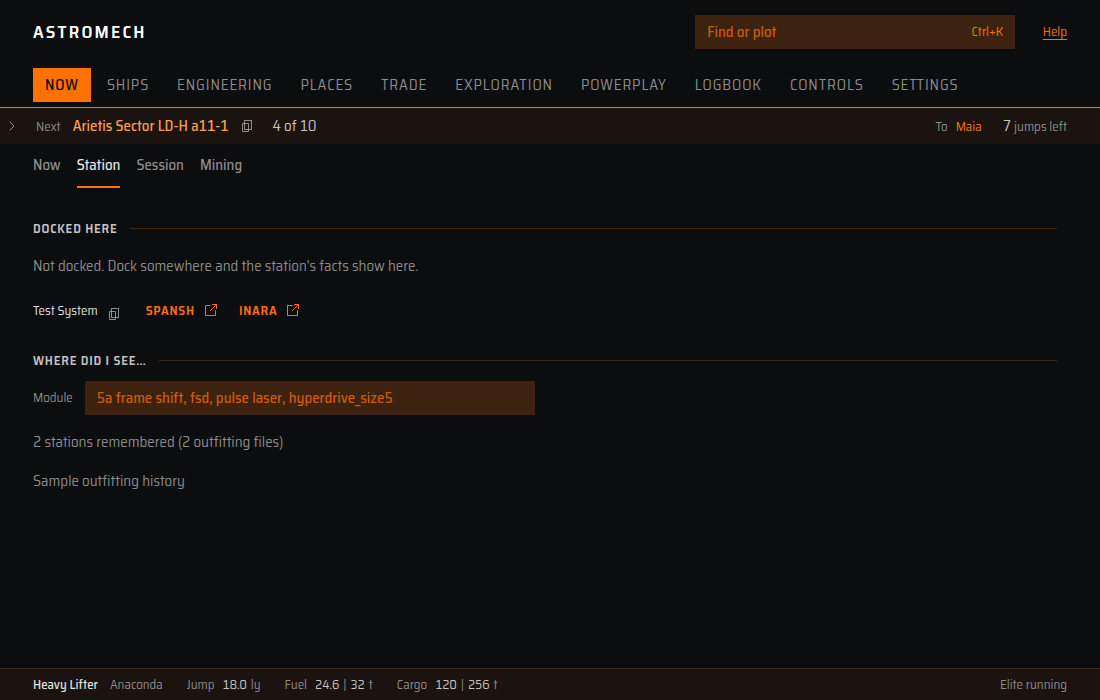 ASTROMECH
Find or plot Ctrl+K Help
NOW SHIPS ENGINEERING PLACES TRADE EXPLORATION POWERPLAY LOGBOOK CONTROLS SETTINGS
Next Arietis Sector LD-H a11-1 4 of 10 To Maia 7 jumps left
Now Station Session Mining
DOCKED HERE
Not docked. Dock somewhere and the station's facts show here.
Test System SPANSH INARA
WHERE DID I SEE...
Module 5a frame shift, fsd, pulse laser, hyperdrive_size5
2 stations remembered (2 outfitting files)
Sample outfitting history
Heavy Lifter Anaconda Jump 18.0 ly Fuel 24.6 | 32 t Cargo 120 | 256 t Elite running